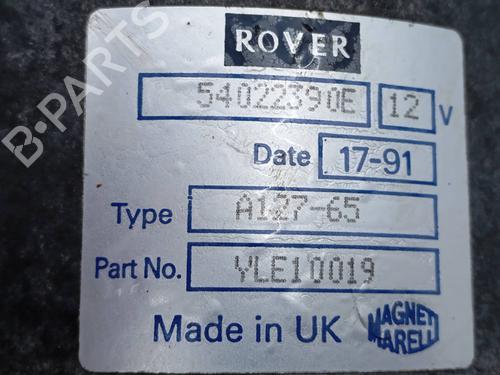 ROVER
54022390E 12 V
Date 17-91
Type A127-65
Part No. YLE10019
Made in UK MAGNETI MARELLI
B-PARTS